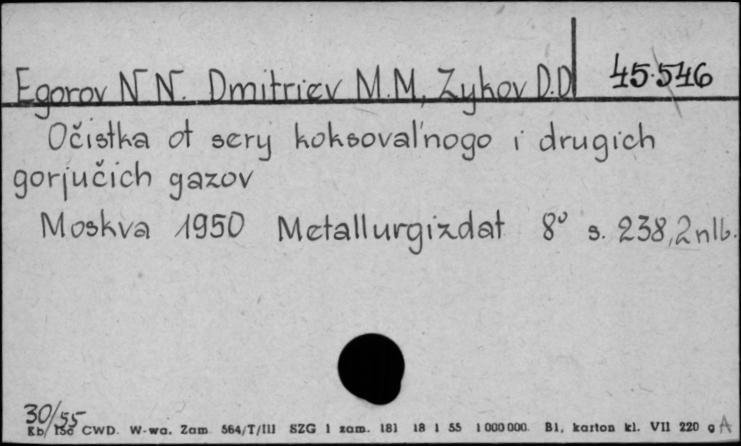 Egorov N N. Dmitriev M.M, Zykov D.D 45.546
Očistka ot sery koksoval'nogo i drugich
gorjučich gazov
Moskva 1950 Metallurgizdat 8° s. 238, 2 nlb.
30/55
Kb/150 CWD. W-wa. Zam 564/T/III SZG 1 zam. 181 18 1 55 1 000 000. Bl. karton kl. VII 220 g A